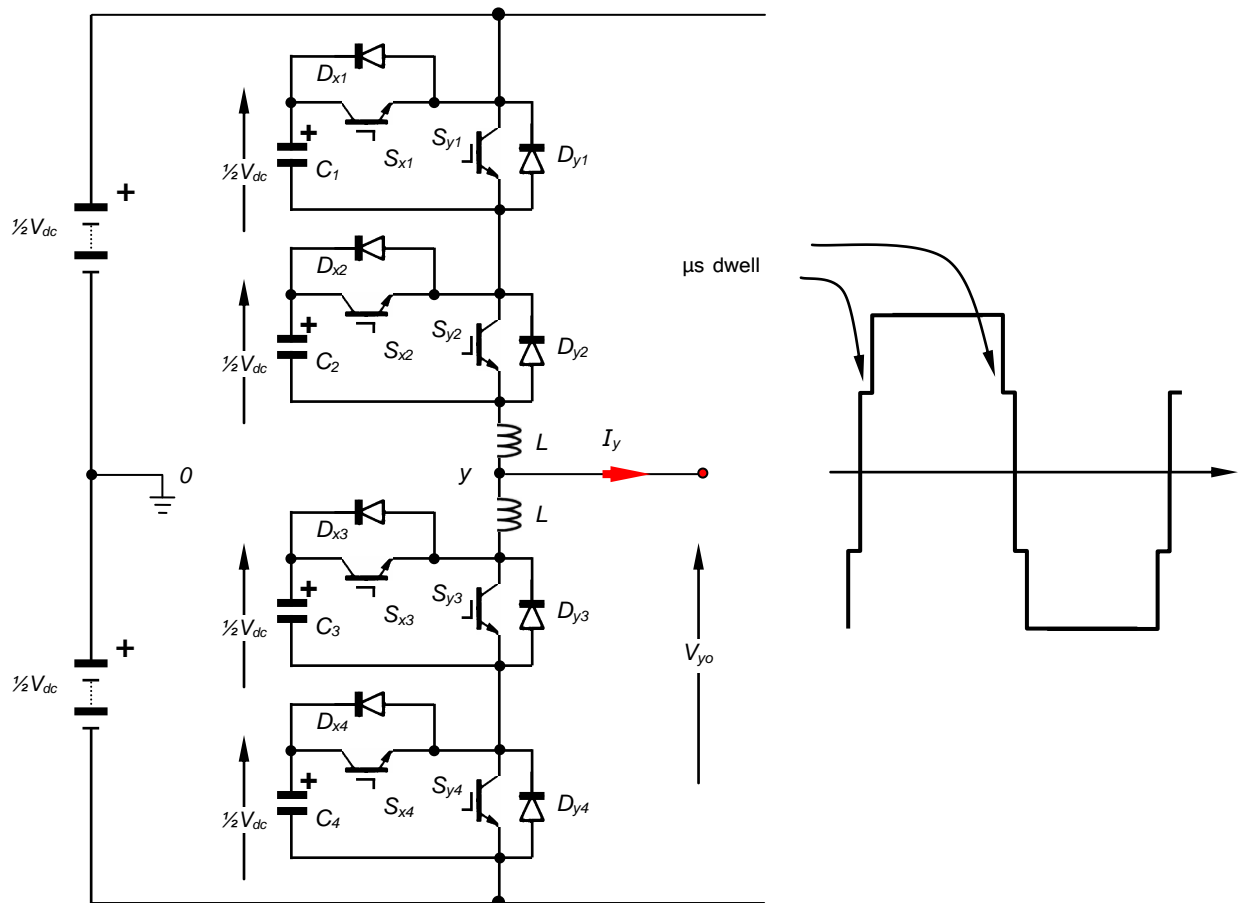 Dx1
+
Sx1
Sy1
Dy1
½Vdc
C1
+
½Vdc
Dx2
+
Sx2
Sy2
Dy2
½Vdc
C2
µs dwell
L
Iy
y
0
L
Dx3
+
Sx3
Sy3
Dy3
½Vdc
C3
Vyo
+
½Vdc
Dx4
+
Sx4
Sy4
Dy4
½Vdc
C4